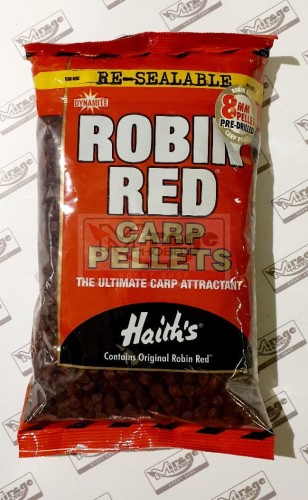 RE-SEALABLE
DYNAMITE
ROBIN
RED
CARP
PELLETS
THE ULTIMATE CARP ATTRACTANT
8MM
PELLETS
PRE-DRILLED
Haith's
Contains Original Robin Red
Mirage